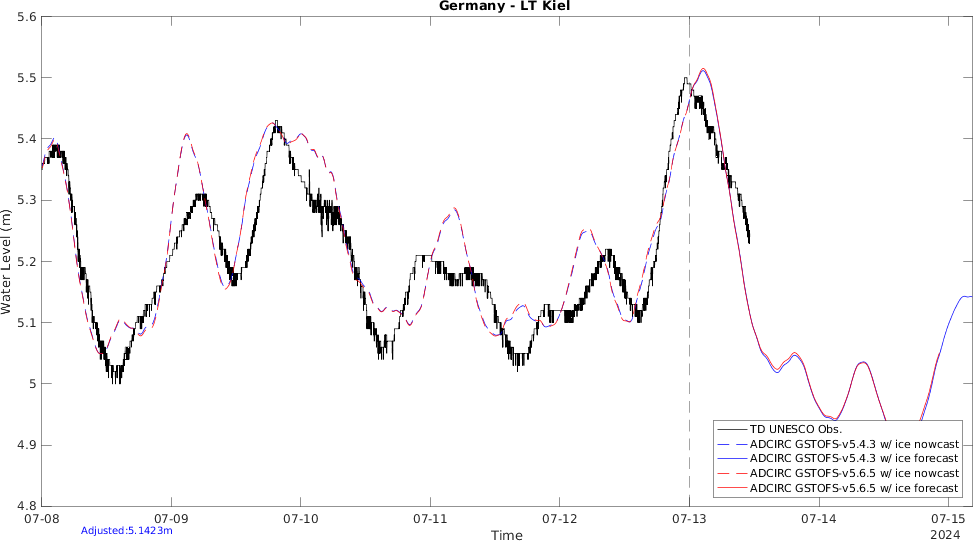 Germany - LT Kiel
5.6
5.5
5.4
5.3
5.2
5.1
5
4.9
4.8
Water Level (m)
TD UNESCO Obs.
ADCIRC GSTOFS-v5.4.3 w/ ice nowcast
ADCIRC GSTOFS-v5.4.3 w/ ice forecast
ADCIRC GSTOFS-v5.6.5 w/ ice nowcast
ADCIRC GSTOFS-v5.6.5 w/ ice forecast
07-08 07-09 07-10 07-11 07-12 07-13 07-14 07-15
Adjusted:5.1423m
Time
2024